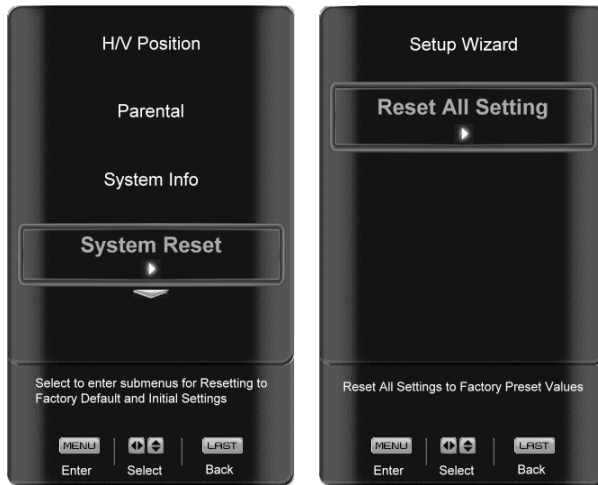 H/V Position
Parental
System Info
System Reset
Select to enter submenus for Resetting to
Factory Default and Initial Settings
MENU
LAST
Enter
Select
Back
Setup Wizard
Reset All Setting
Reset All Settings to Factory Preset Values
MENU
LAST
Enter
Select
Back